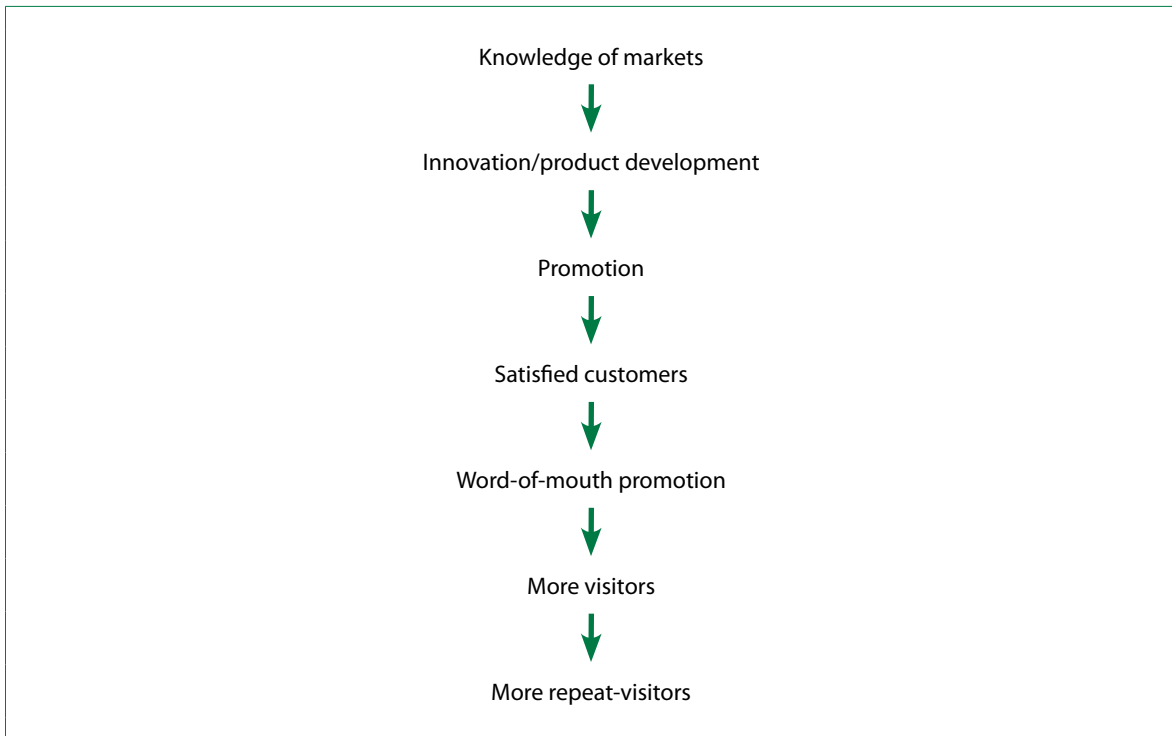 Knowledge of markets
Innovation/product development
Promotion
Satisfied customers
Word-of-mouth promotion
More visitors
More repeat-visitors